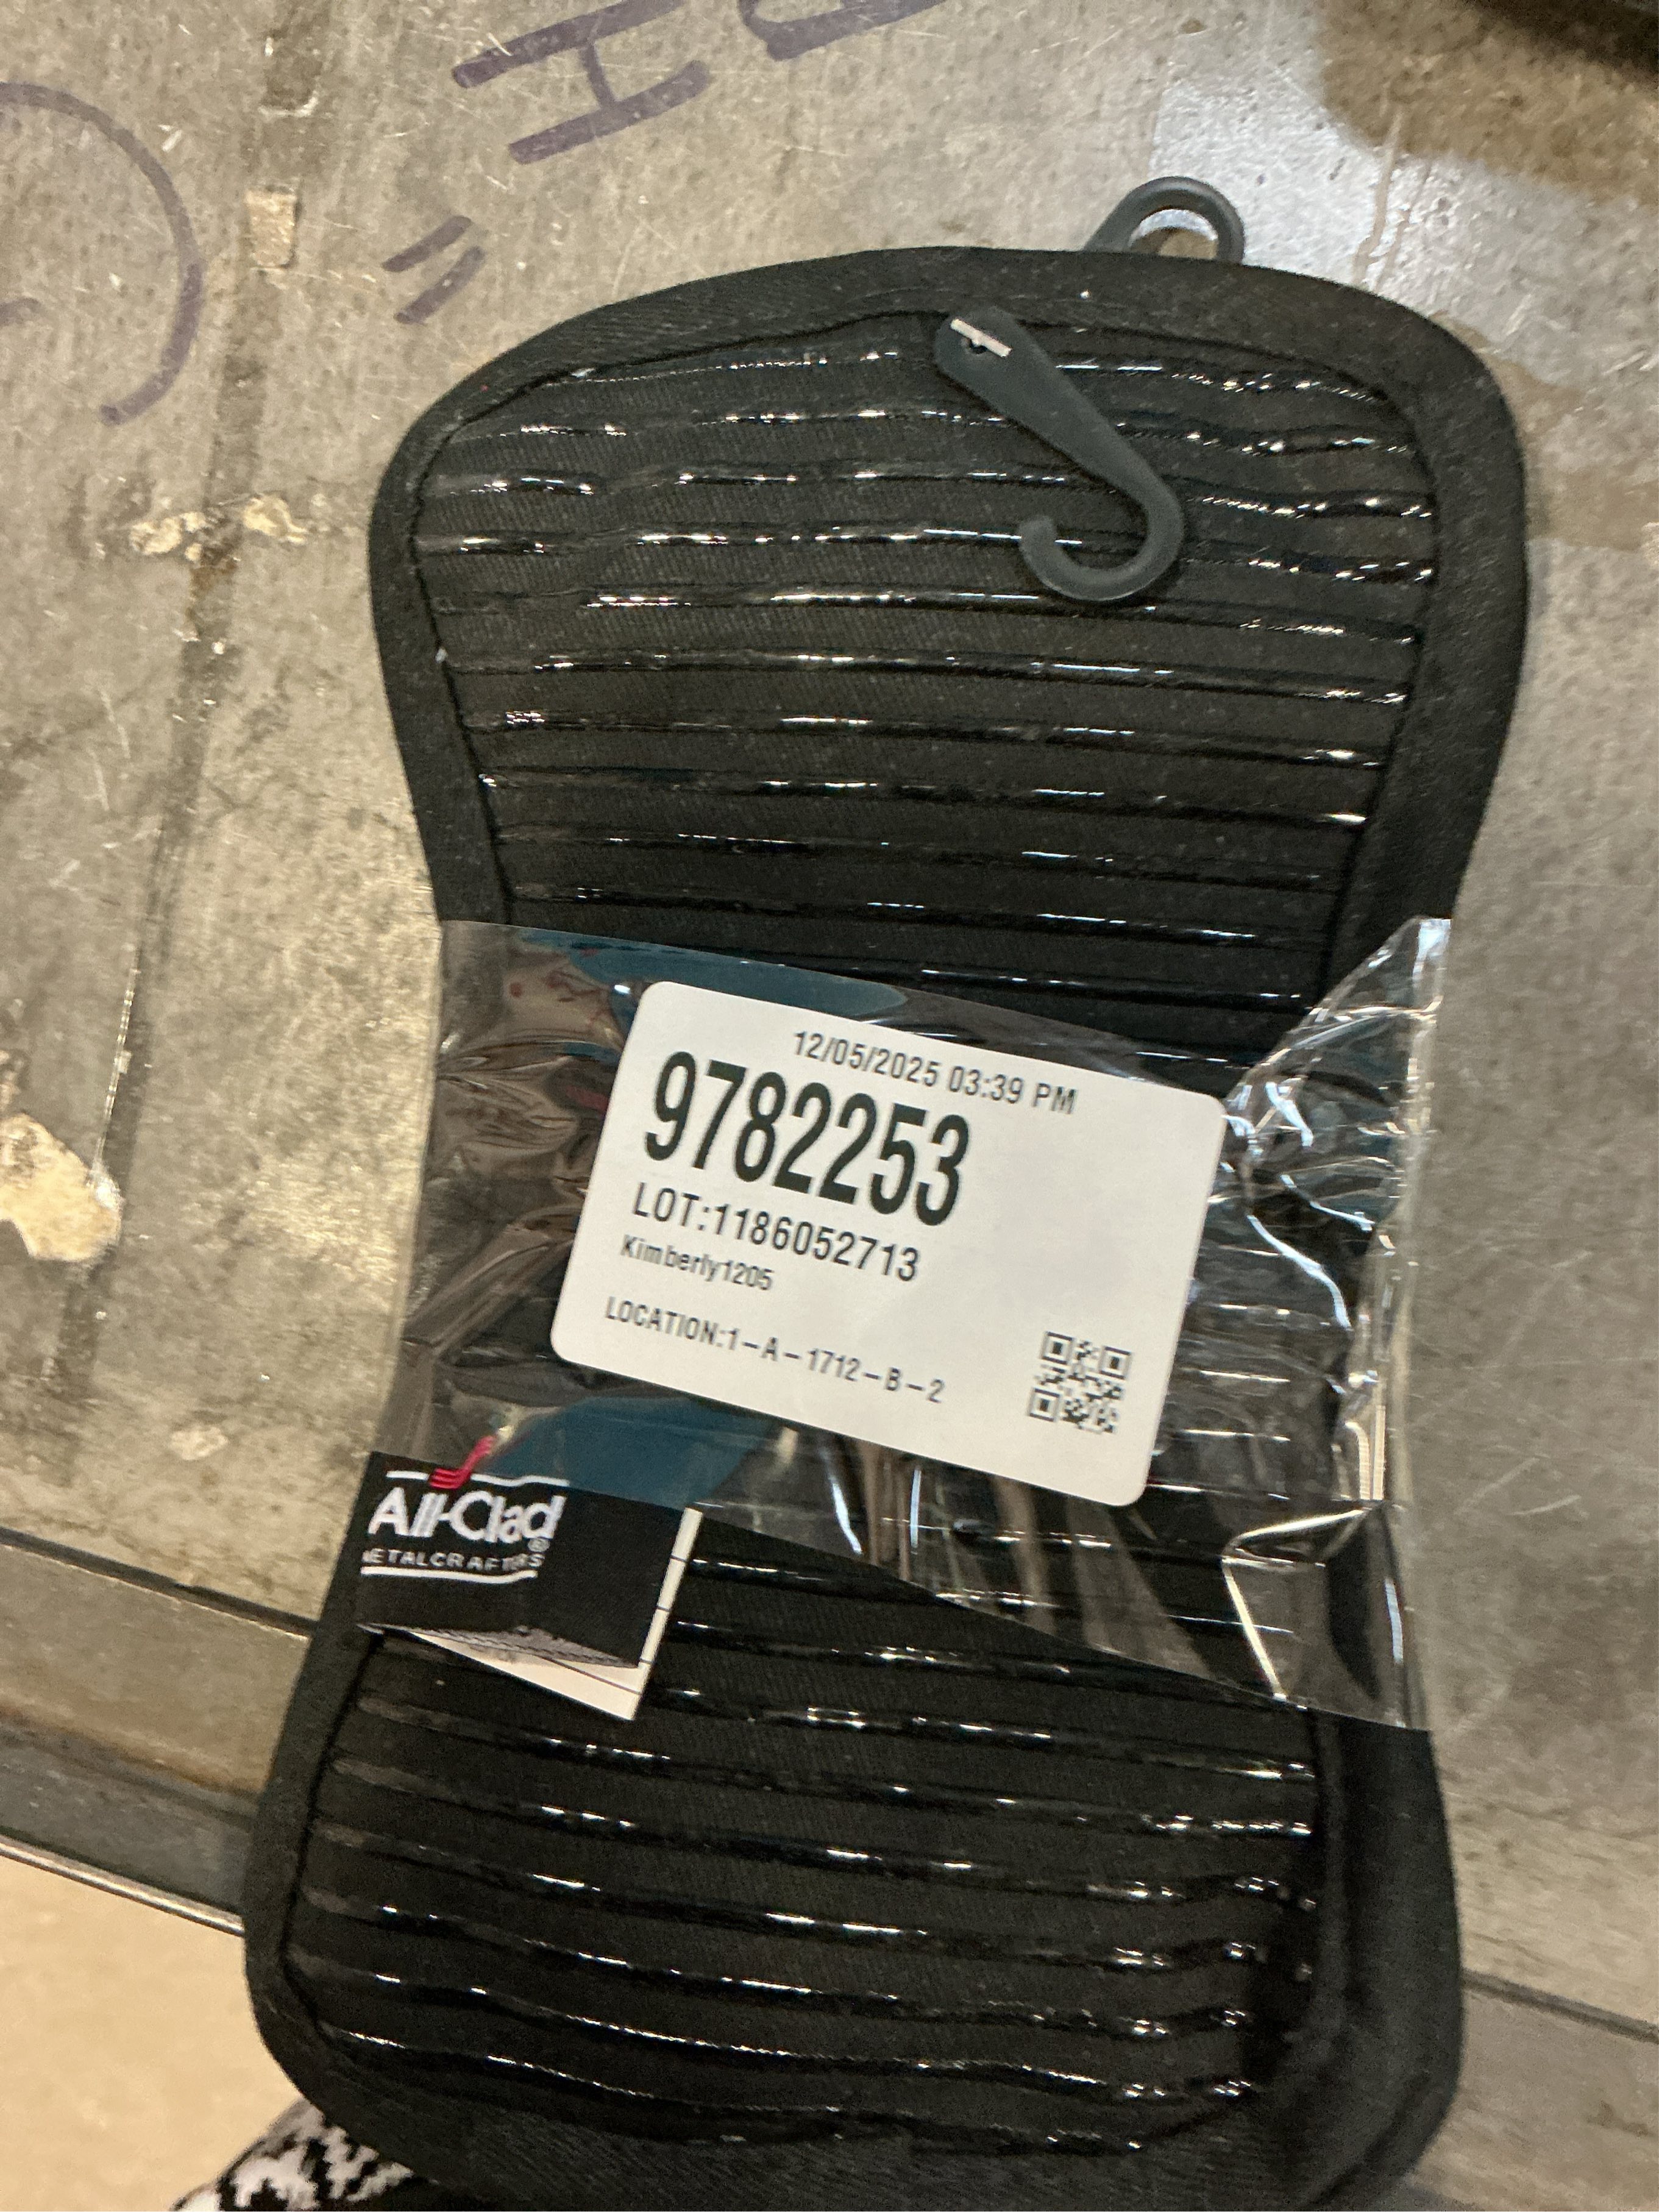 12/05/2025 03:39 PM
9782253
LOT:1186052713
Kimberly1205
LOCATION:1-A-1712-B-2
All-Clad®
METALCRAFTERS